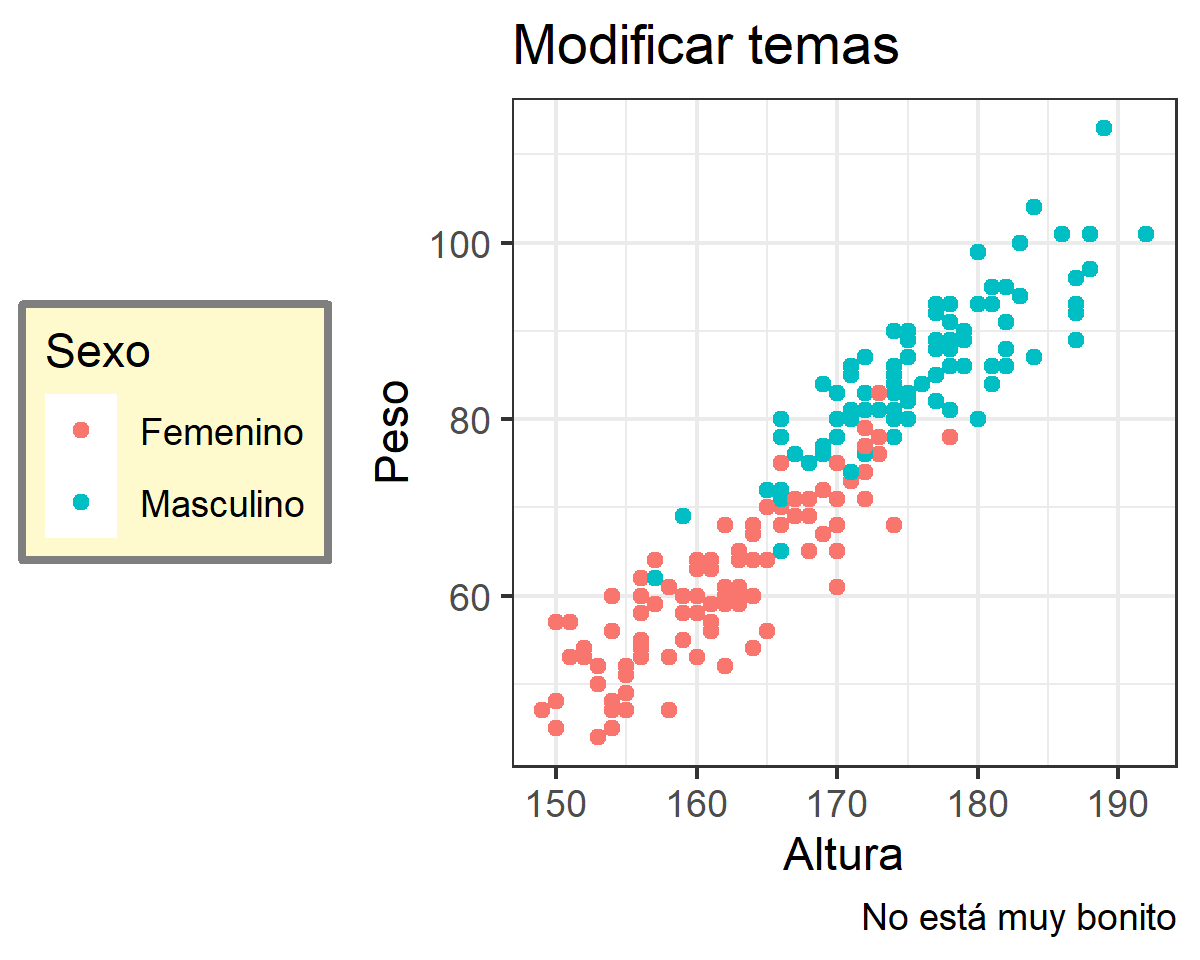 Modificar temas
Sexo
Femenino
Masculino
Peso
100
80
60
150 160 170 180 190
Altura
No está muy bonito